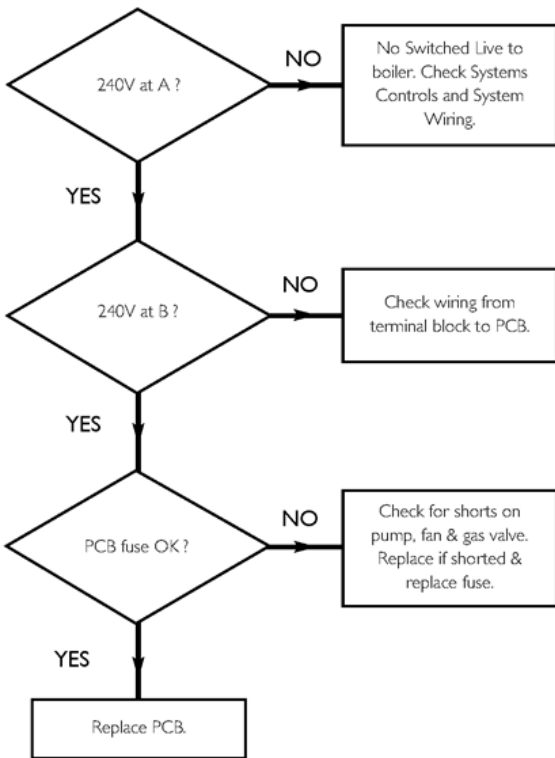 240V at A ?
NO
No Switched Live to
boiler. Check Systems
Controls and System
Wiring.
YES
240V at B ?
NO
Check wiring from
terminal block to PCB.
YES
PCB fuse OK ?
NO
Check for shorts on
pump, fan & gas valve.
Replace if shorted &
replace fuse.
YES
Replace PCB.